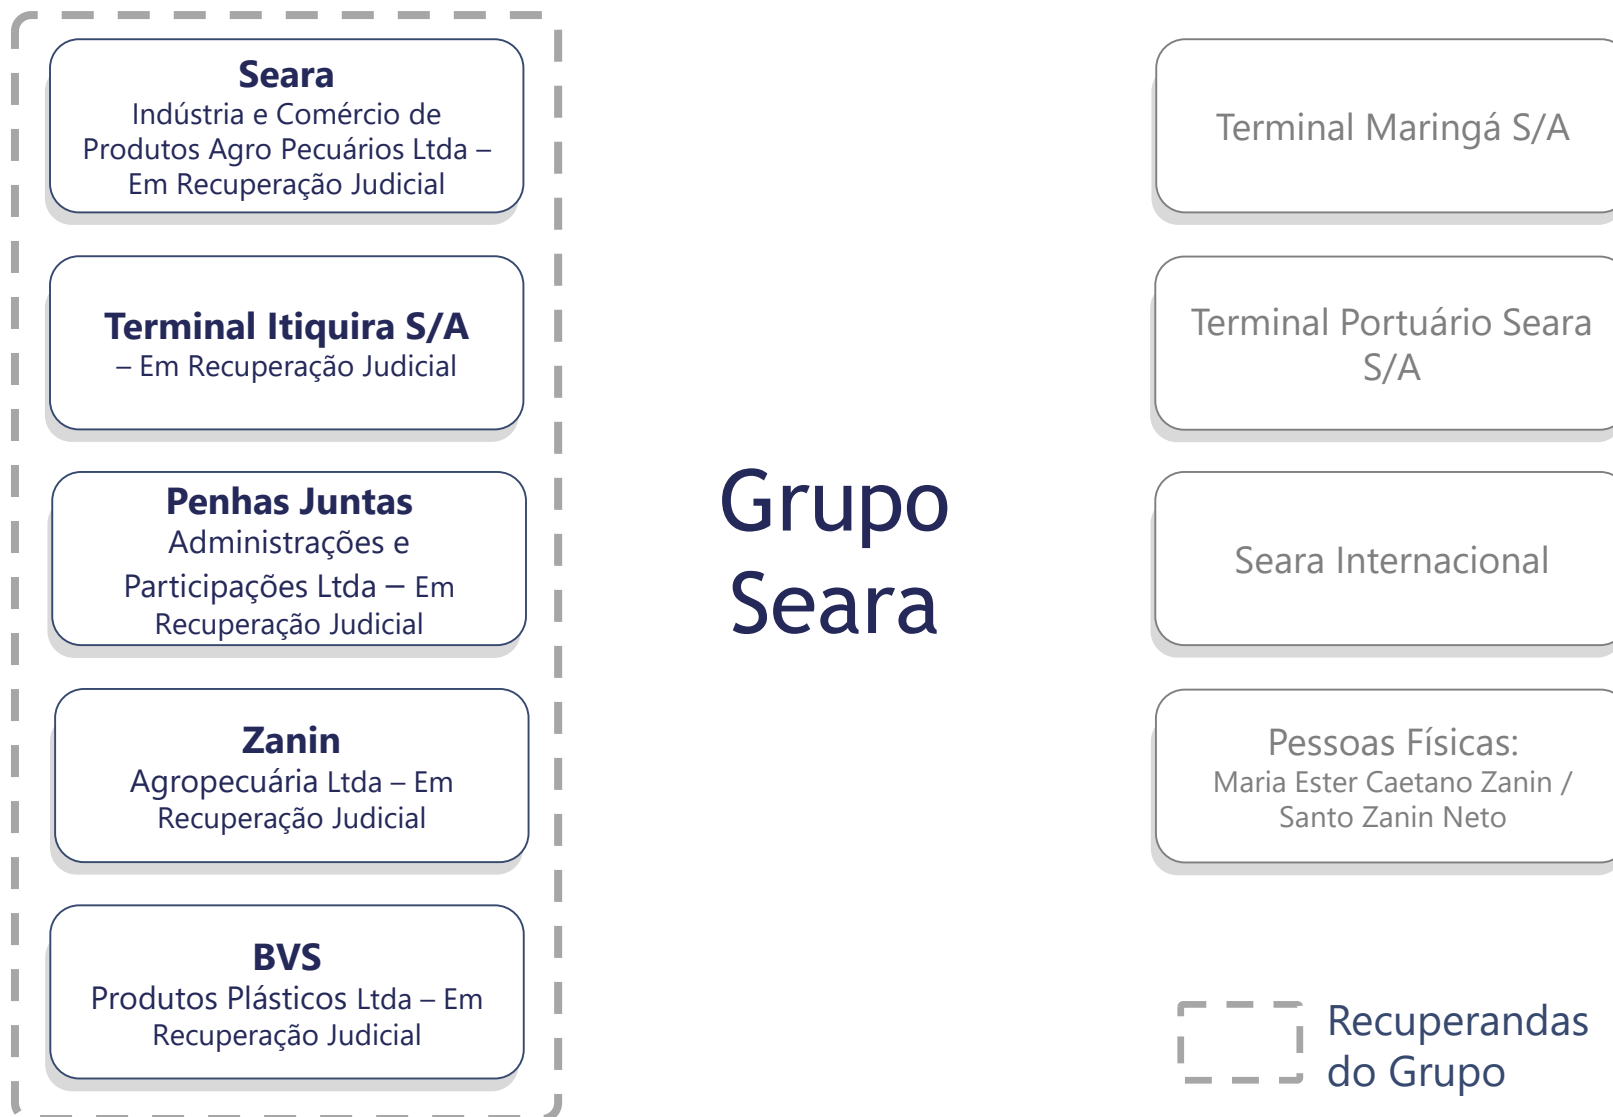 Seara
Indústria e Comércio de
Produtos Agro Pecuários Ltda –
Em Recuperação Judicial
Terminal Itiquira S/A
– Em Recuperação Judicial
Penhas Juntas
Administrações e
Participações Ltda – Em
Recuperação Judicial
Zanin
Agropecuária Ltda – Em
Recuperação Judicial
BVS
Produtos Plásticos Ltda – Em
Recuperação Judicial
Grupo
Seara
Terminal Maringá S/A
Terminal Portuário Seara
S/A
Seara Internacional
Pessoas Físicas:
Maria Ester Caetano Zanin /
Santo Zanin Neto
Recuperandas
do Grupo